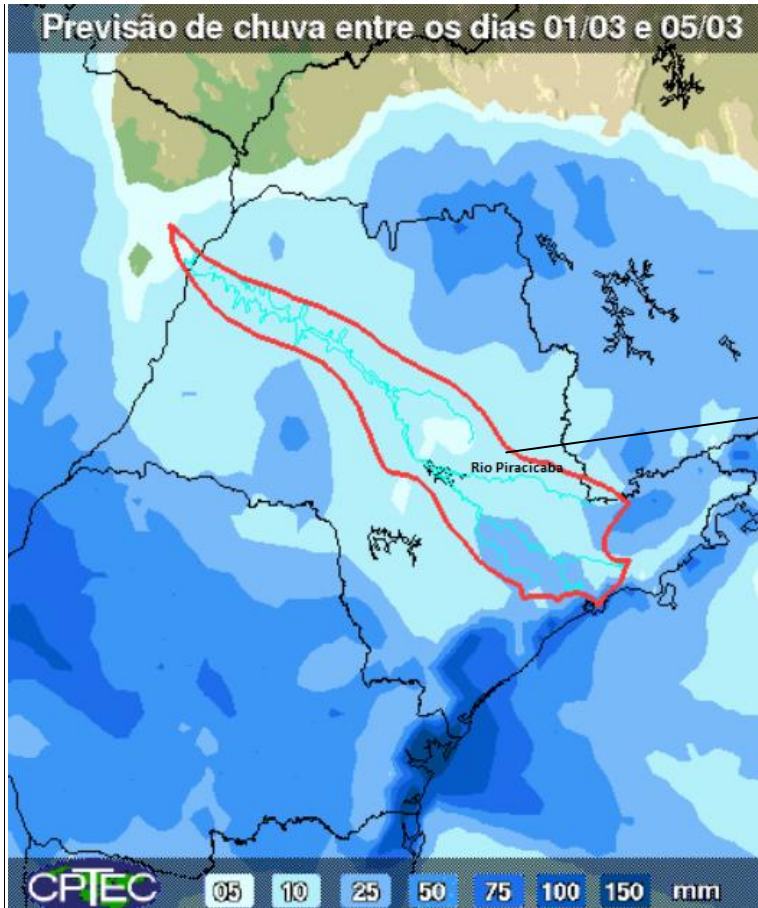 Previsão de chuva entre os dias 01/03 e 05/03
Rio Piracicaba
CPTEC 05 10 25 50 75 100 150 mm